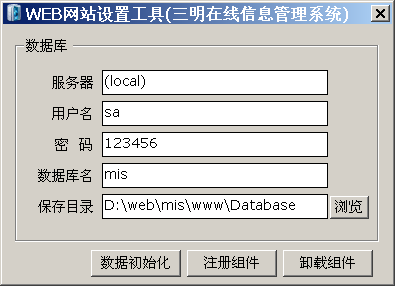 WEB网站设置工具(三明在线信息管理系统)
数据库
服务器 (local)
用户名 sa
密 码 123456
数据库名 mis
保存目录 D:\web\mis\www\Database 浏览
数据初始化 注册组件 卸载组件